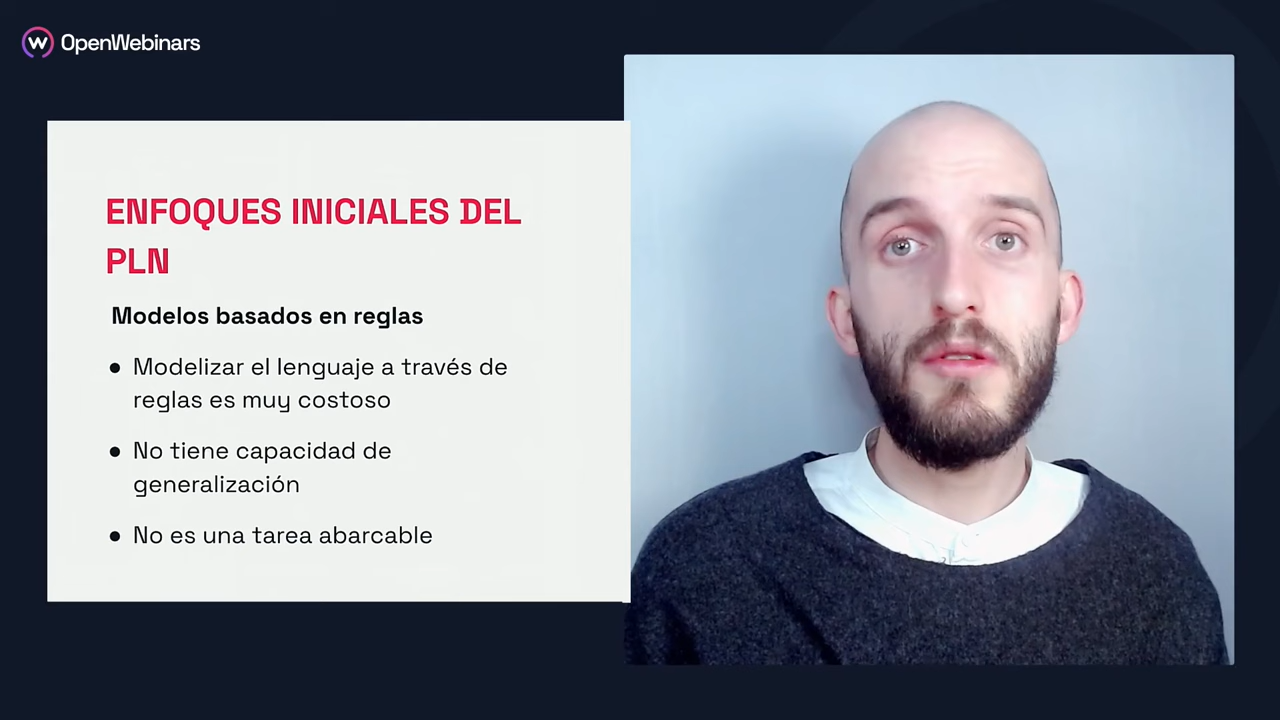 OpenWebinars
ENFOQUES INICIALES DEL
PLN
Modelos basados en reglas
● Modelizar el lenguaje a través de
reglas es muy costoso
● No tiene capacidad de
generalización
● No es una tarea abarcable